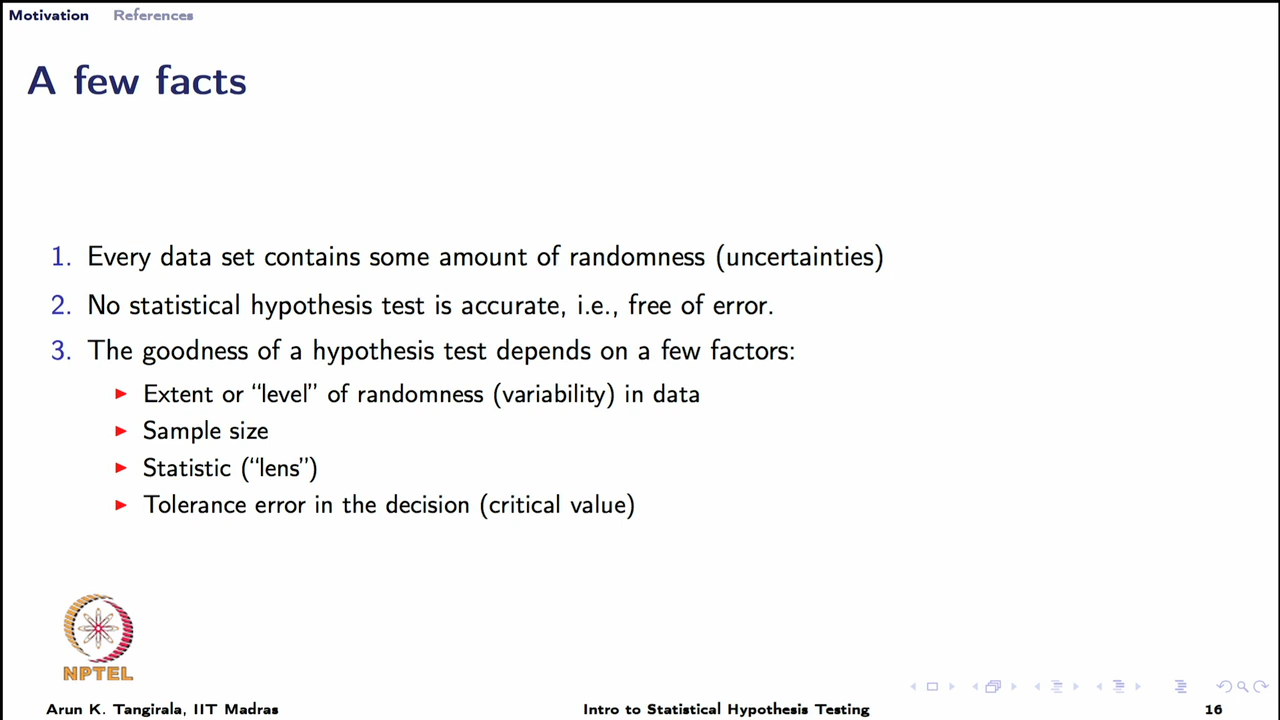 Motivation References
A few facts
1. Every data set contains some amount of randomness (uncertainties)
2. No statistical hypothesis test is accurate, i.e., free of error.
3. The goodness of a hypothesis test depends on a few factors:
Extent or “level” of randomness (variability) in data
Sample size
Statistic (“lens”)
Tolerance error in the decision (critical value)
NPTEL
Arun K. Tangirala, IIT Madras Intro to Statistical Hypothesis Testing 16